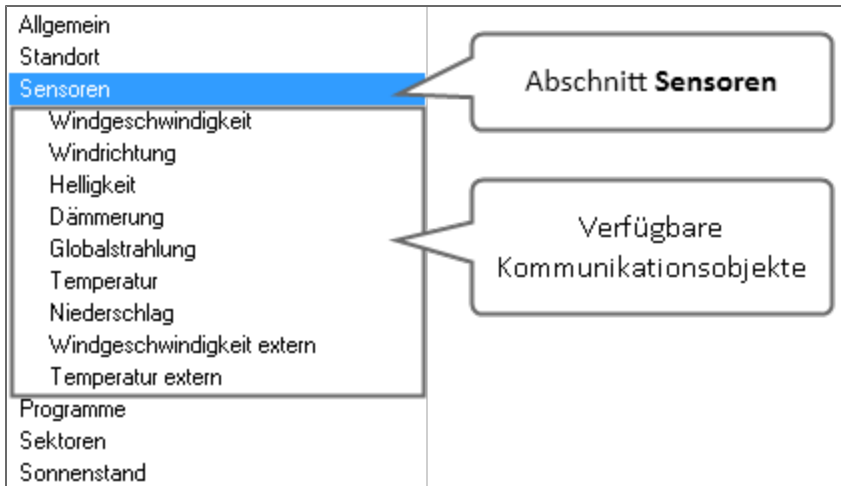 Allgemein
Standort
Sensoren
Windgeschwindigkeit
Windrichtung
Helligkeit
Dämmerung
Globalstrahlung
Temperatur
Niederschlag
Windgeschwindigkeit extern
Temperatur extern
Programme
Sektoren
Sonnenstand
Abschnitt Sensoren
Verfügbare
Kommunikationsobjekte